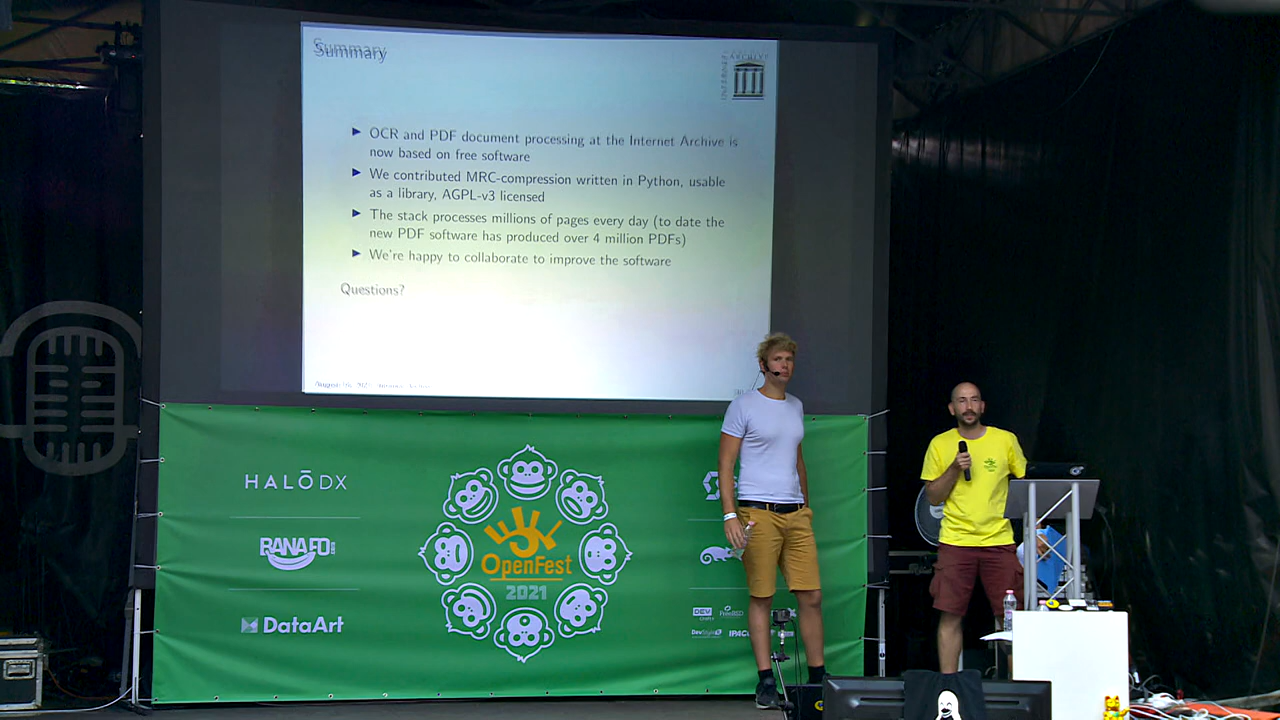 Summary
OCR and PDF document processing at the Internet Archive is
now based on free software
We contributed MRC-compression written in Python, usable
as a library, AGPL-v3 licensed
The stack processes millions of pages every day (to date the
new PDF software has produced over 4 million PDFs)
We're happy to collaborate to improve the software
Questions?
HALŌDX
DataArt
OpenFest
2021
DEV